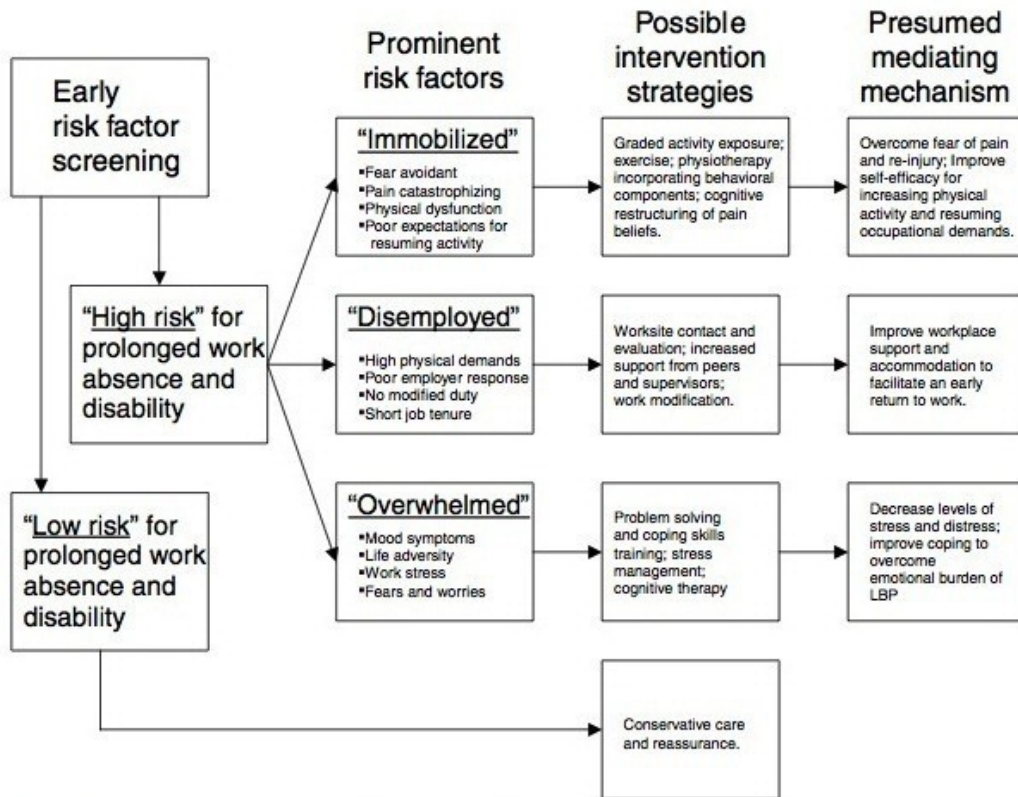 Early
risk factor
screening
Prominent
risk factors
Possible
intervention
strategies
Presumed
mediating
mechanism
“Immobilized”
▪Fear avoidant
▪Pain catastrophizing
▪Physical dysfunction
▪Poor expectations for
resuming activity
Graded activity exposure;
exercise; physiotherapy
incorporating behavioral
components; cognitive
restructuring of pain
beliefs.
Overcome fear of pain
and re-injury; Improve
self-efficacy for
increasing physical
activity and resuming
occupational demands.
“High risk” for
prolonged work
absence and
disability
“Disemployed”
▪High physical demands
▪Poor employer response
▪No modified duty
▪Short job tenure
Worksite contact and
evaluation; increased
support from peers
and supervisors;
work modification.
Improve workplace
support and
accommodation to
facilitate an early
return to work.
“Low risk” for
prolonged work
absence and
disability
“Overwhelmed”
▪Mood symptoms
▪Life adversity
▪Work stress
▪Fears and worries
Problem solving
and coping skills
training; stress
management;
cognitive therapy
Decrease levels of
stress and distress;
improve coping to
overcome
emotional burden of
LBP
Conservative care
and reassurance.